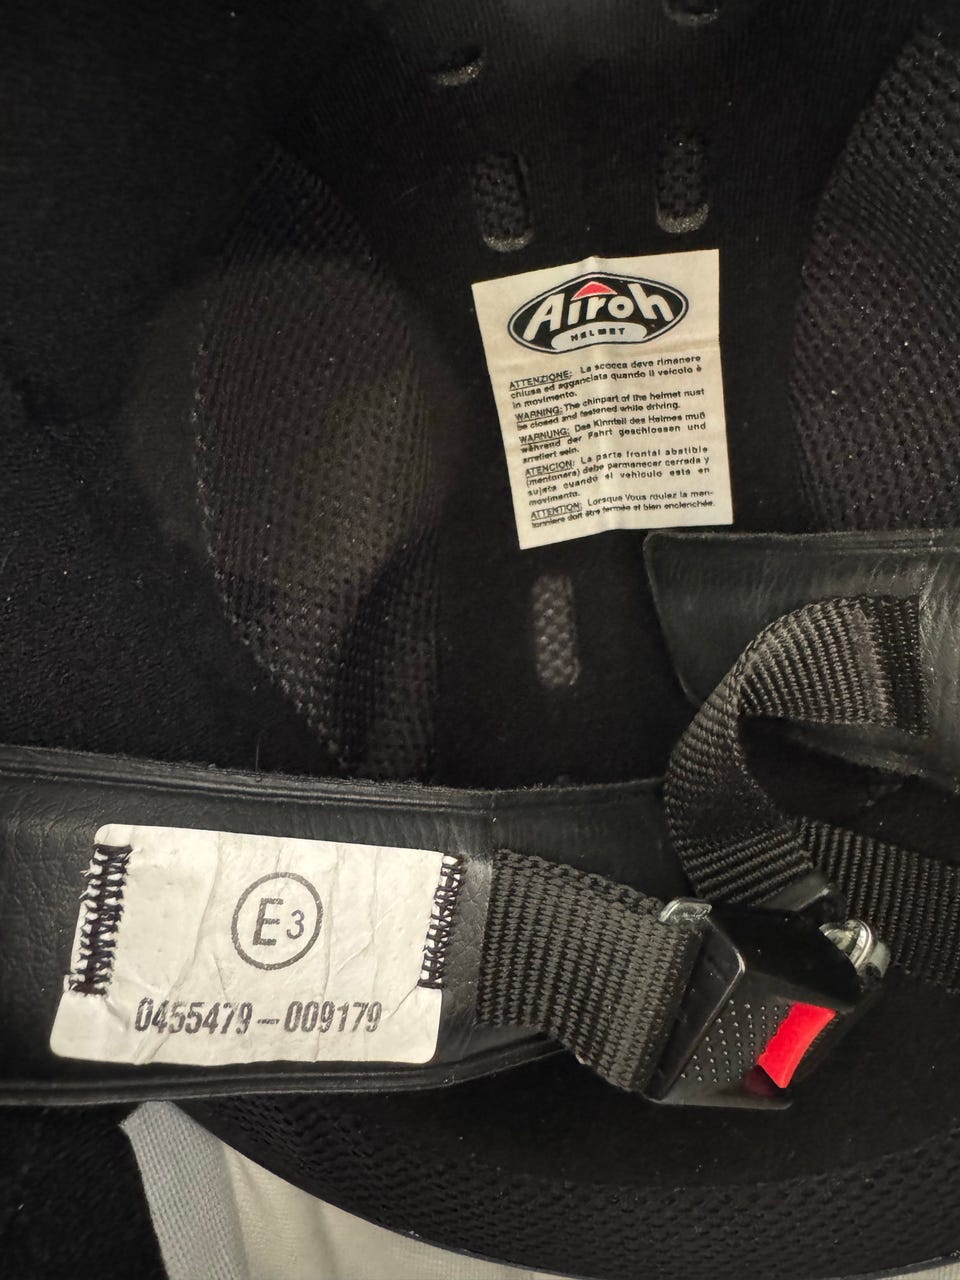 Airoh
HELMET
ATTENZIONE: La scocca deve rimanere
chiusa ed agganciata quando il veicolo è
in movimento.
WARNING: The chinpart of the helmet must
be closed and fastened while driving.
WARNUNG: Das Kinnteil des Helmes muß
während der Fahrt geschlossen und
arretiert sein.
ATENCION: La parte frontal abatible
(mentonera) debe permanecer cerrada y
sujeta cuando el vehiculo este en
movimento.
ATTENTION: Lorsque Vous roulez la men-
tonniere doit être fermée et bien enclenchée.
E3
0455479-009179